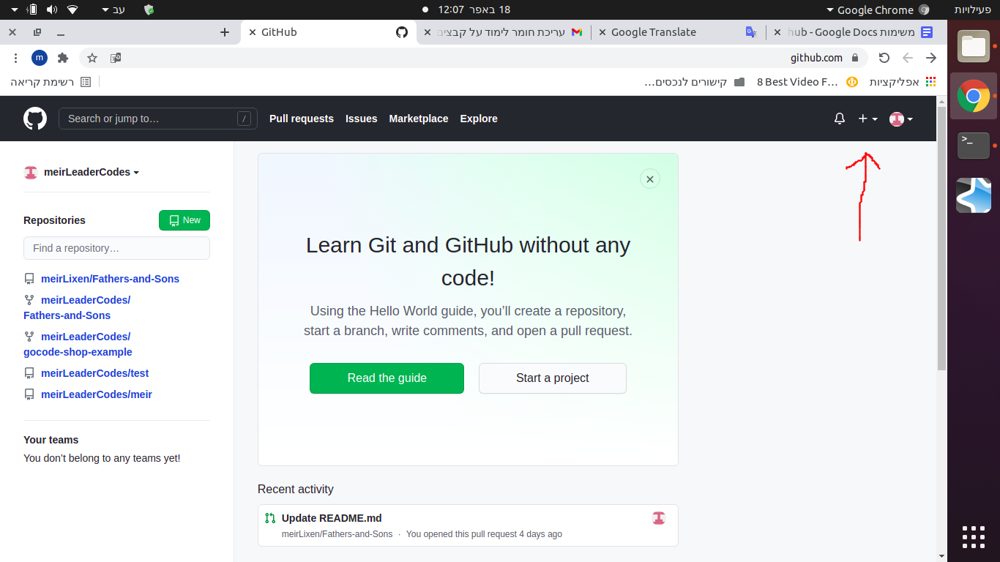 פעילויות
Google Chrome
18 באפר 12:07
עב
GitHub
עריכת חומר לימוד על קבצים
Google Translate
משימות hub - Google Docs
m
github.com
אפליקציות
8 Best Video F…
קישורים לנכסים…
רשימת קריאה
Search or jump to… /
Pull requests Issues Marketplace Explore
meirLeaderCodes
Repositories New
Find a repository…
meirLixen/Fathers-and-Sons
meirLeaderCodes/
Fathers-and-Sons
meirLeaderCodes/
gocode-shop-example
meirLeaderCodes/test
meirLeaderCodes/meir
Your teams
You don’t belong to any teams yet!
Learn Git and GitHub without any
code!
Using the Hello World guide, you’ll create a repository,
start a branch, write comments, and open a pull request.
Read the guide Start a project
Recent activity
Update README.md
meirLixen/Fathers-and-Sons · You opened this pull request 4 days ago